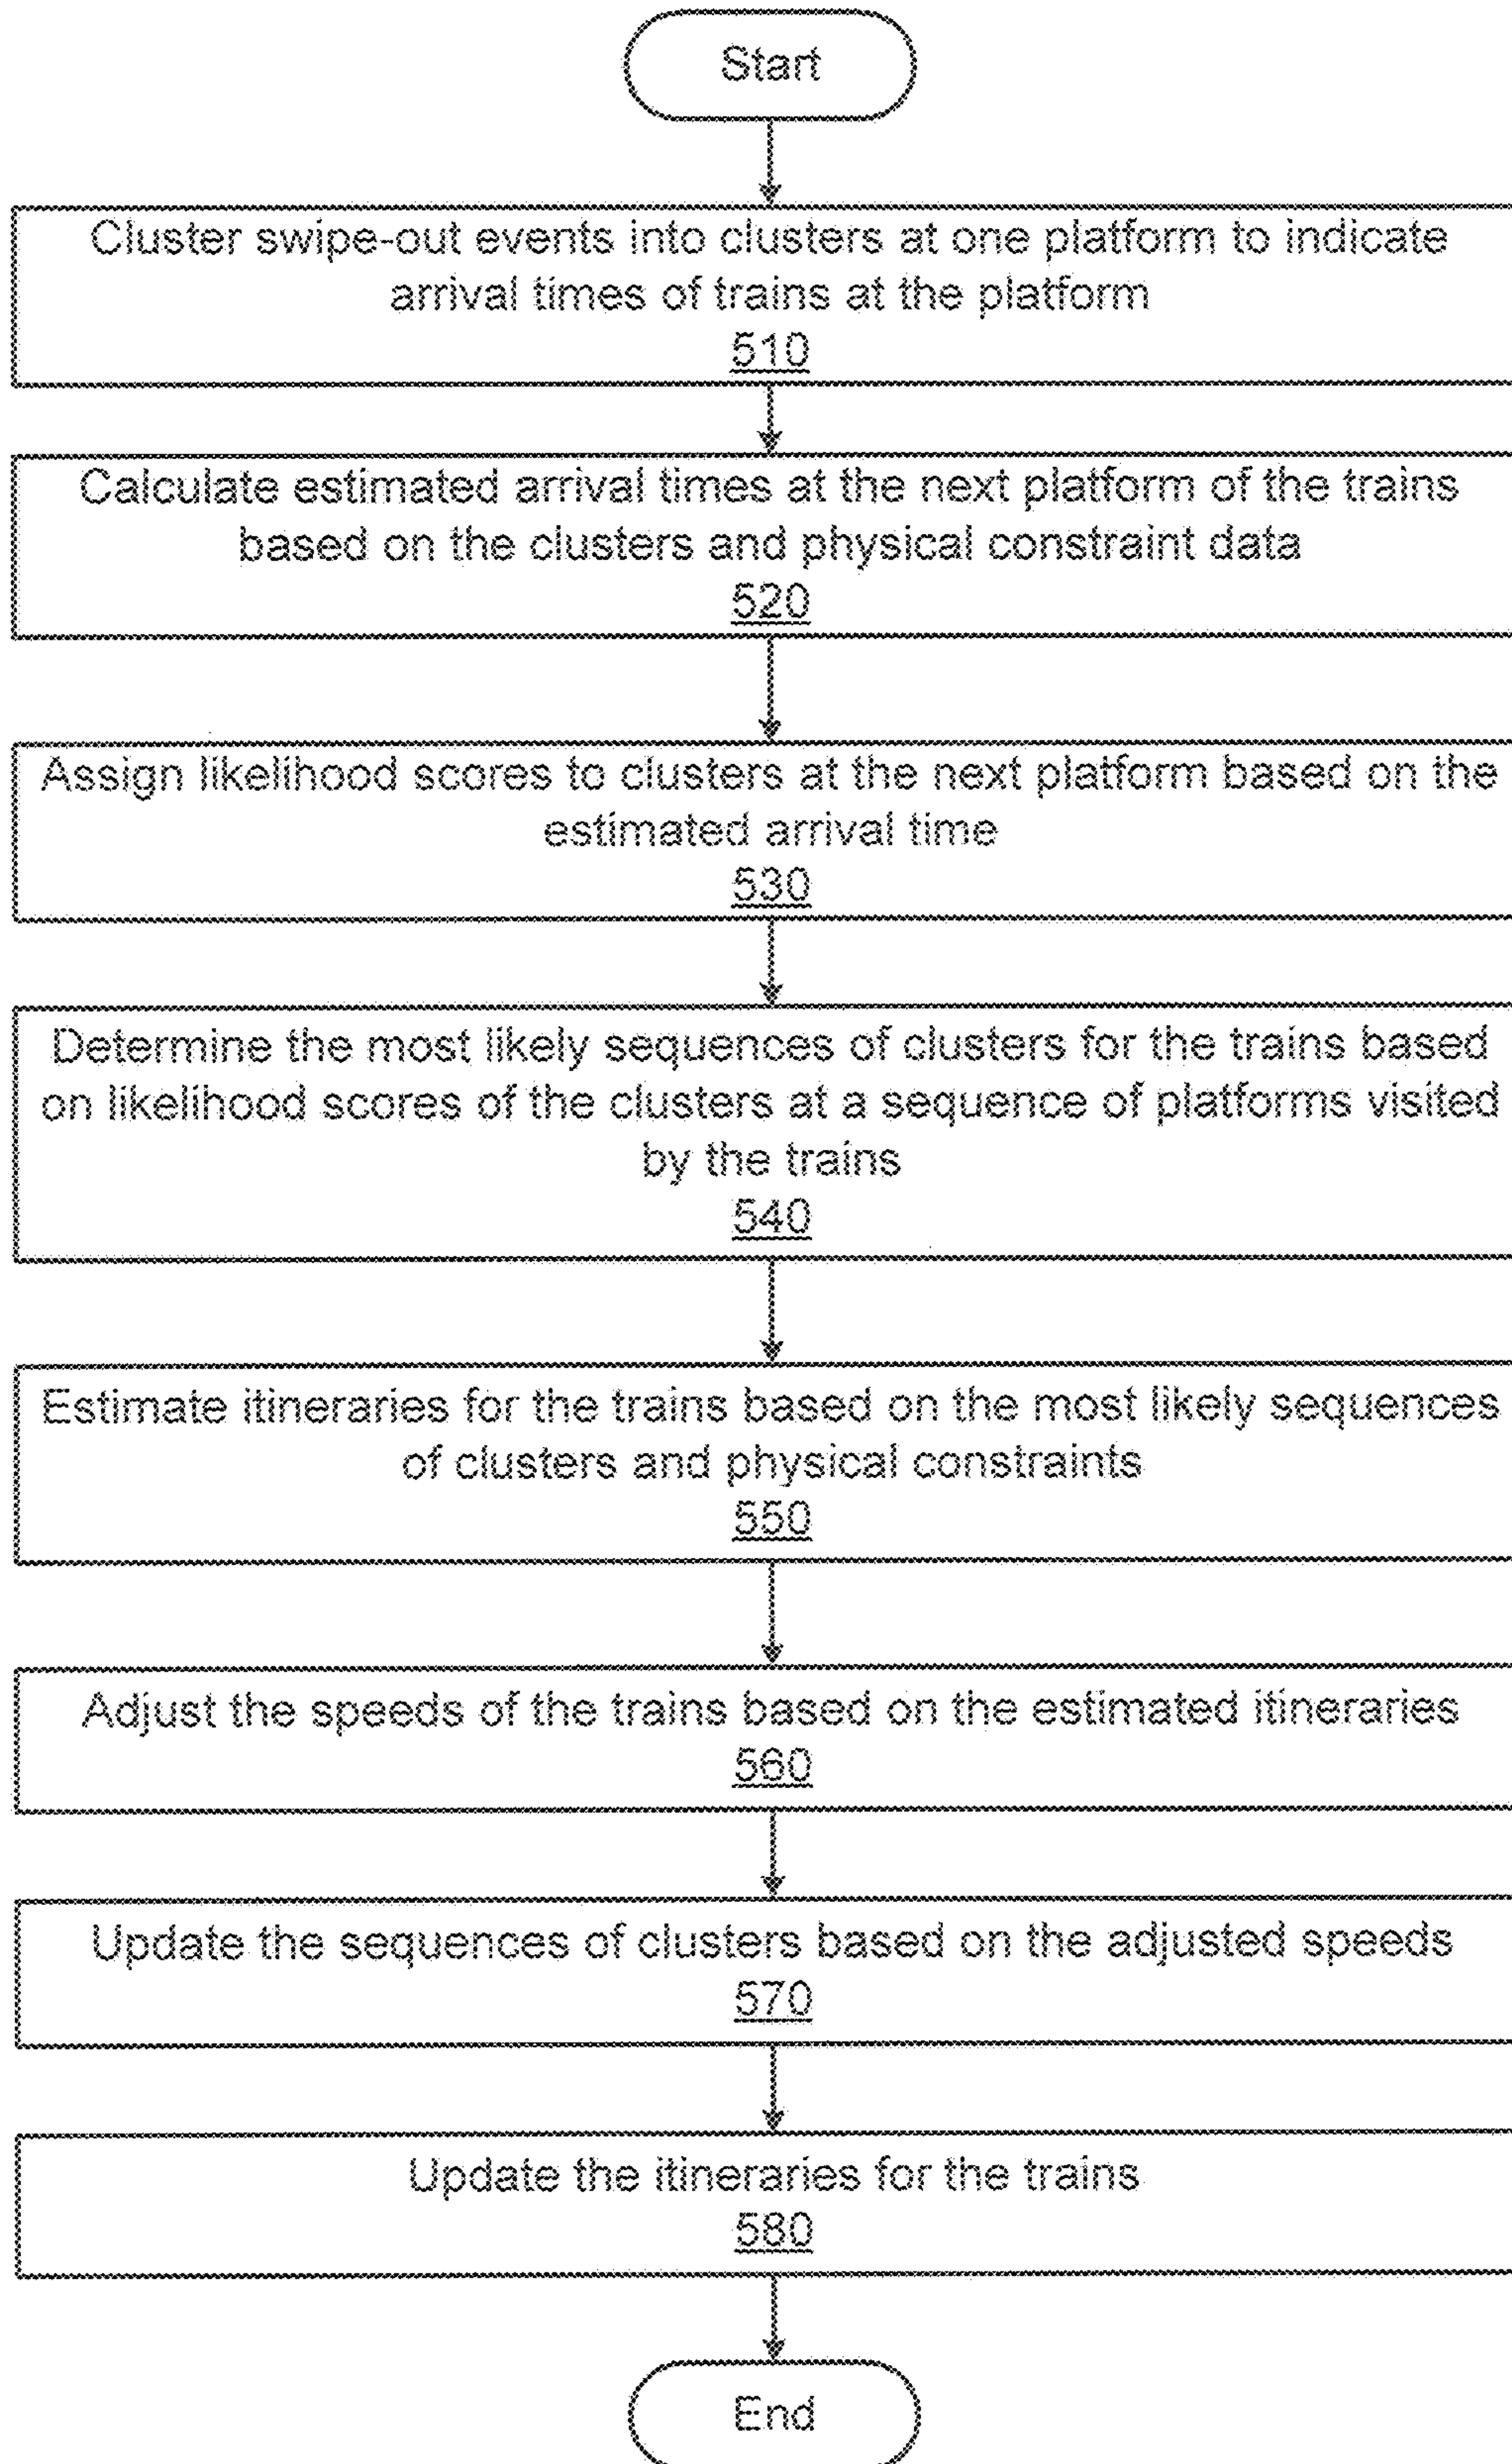 Start
Cluster swipe-out events into clusters at one platform to indicate
arrival times of trains at the platform
510
Calculate estimated arrival times at the next platform of the trains
based on the clusters and physical constraint data
520
Assign likelihood scores to clusters at the next platform based on the
estimated arrival time
530
Determine the most likely sequences of clusters for the trains based
on likelihood scores of the clusters at a sequence of platforms visited
by the trains
540
Estimate itineraries for the trains based on the most likely sequences
of clusters and physical constraints
550
Adjust the speeds of the trains based on the estimated itineraries
560
Update the sequences of clusters based on the adjusted speeds
570
Update the itineraries for the trains
580
End